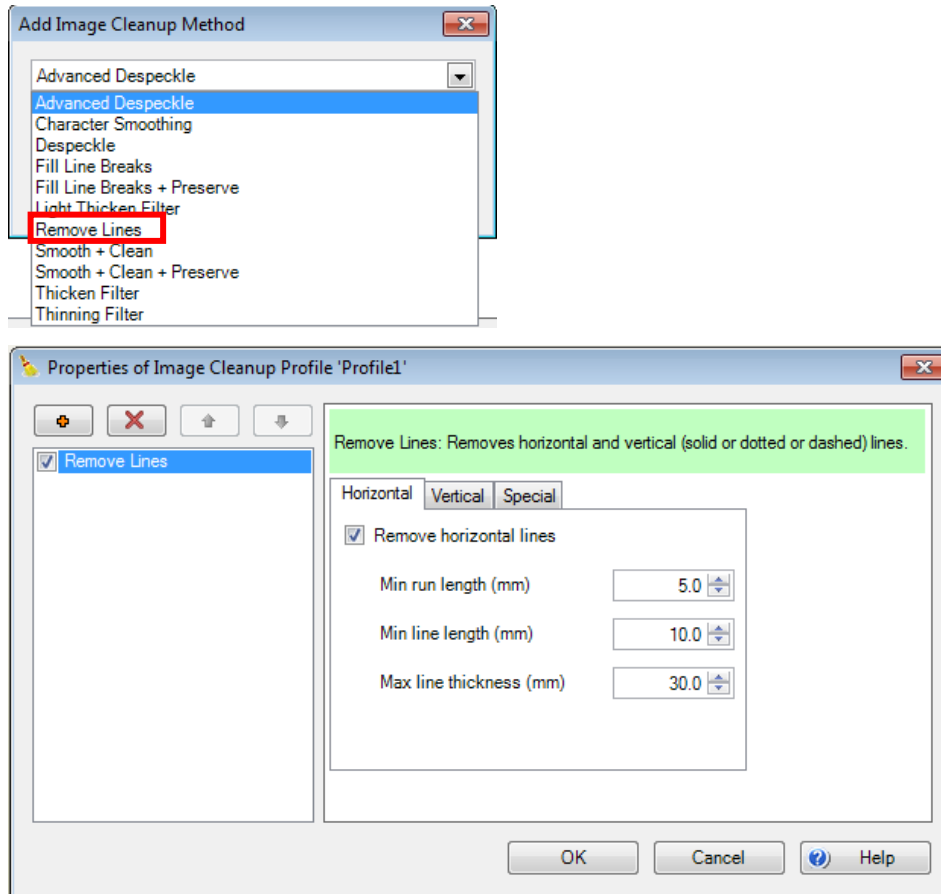 Add Image Cleanup Method
Advanced Despeckle
Advanced Despeckle
Character Smoothing
Despeckle
Fill Line Breaks
Fill Line Breaks + Preserve
Light Thicken Filter
Remove Lines
Smooth + Clean
Smooth + Clean + Preserve
Thicken Filter
Thinning Filter
Properties of Image Cleanup Profile 'Profile1'
Remove Lines
Remove Lines: Removes horizontal and vertical (solid or dotted or dashed) lines.
Horizontal Vertical Special
Remove horizontal lines
Min run length (mm) 5.0
Min line length (mm) 10.0
Max line thickness (mm) 30.0
OK Cancel Help